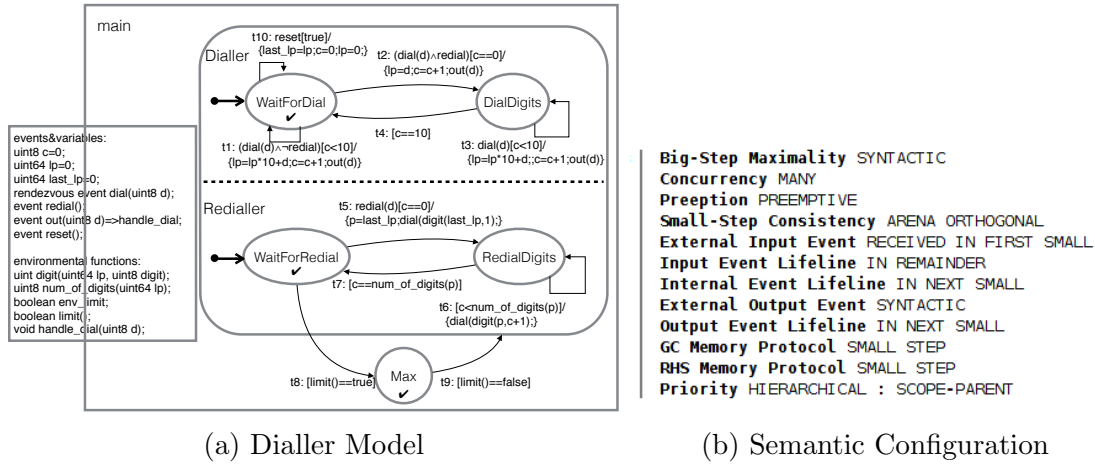 main
t10: reset[true]/
{last_lp=lp;c=0;lp=0;}
Dialler
t2: (dial(d)∧redial)[c==0]/
{lp=d;c=c+1;out(d)}
WaitForDial
✔
DialDigits
t4: [c==10]
t1: (dial(d)∧¬redial)[c<10]/
{lp=lp*10+d;c=c+1;out(d)}
t3: dial(d)[c<10]/
{lp=lp*10+d;;c=c+1;out(d)}
events&variables:
uint8 c=0;
uint64 lp=0;
uint64 last_lp=0;
rendezvous event dial(uint8 d);
event redial();
event out(uint8 d)=>handle_dial;
event reset();
environmental functions:
uint digit(uint64 lp, uint8 digit);
uint8 num_of_digits(uint64 lp);
boolean env_limit;
boolean limit();
void handle_dial(uint8 d);
Redialler
t5: redial(d)[c==0]/
{p=last_lp;dial(digit(last_lp,1);}
WaitForRedial
✔
RedialDigits
t7: [c==num_of_digits(p)]
t6: [c<num_of_digits(p)]/
{dial(digit(p,c+1);}
t8: [limit()==true]
Max
✔
t9: [limit()==false]
(a) Dialler Model
Big-Step Maximality SYNTACTIC
Concurrency MANY
Preeption PREEMPTIVE
Small-Step Consistency ARENA ORTHOGONAL
External Input Event RECEIVED IN FIRST SMALL
Input Event Lifeline IN REMAINDER
Internal Event Lifeline IN NEXT SMALL
External Output Event SYNTACTIC
Output Event Lifeline IN NEXT SMALL
GC Memory Protocol SMALL STEP
RHS Memory Protocol SMALL STEP
Priority HIERARCHICAL : SCOPE-PARENT
(b) Semantic Configuration